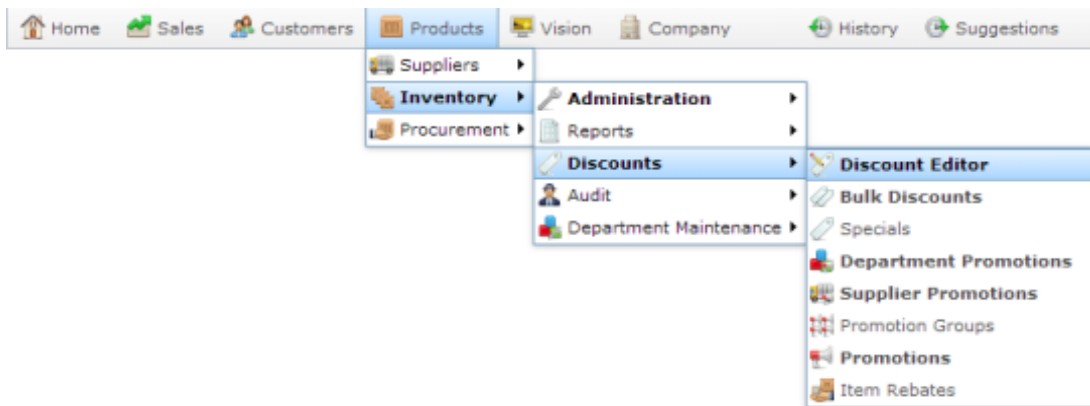 Home Sales Customers Products Vision Company History Suggestions
Suppliers
Inventory
Procurement
Administration
Reports
Discounts
Audit
Department Maintenance
Discount Editor
Bulk Discounts
Specials
Department Promotions
Supplier Promotions
Promotion Groups
Promotions
Item Rebates